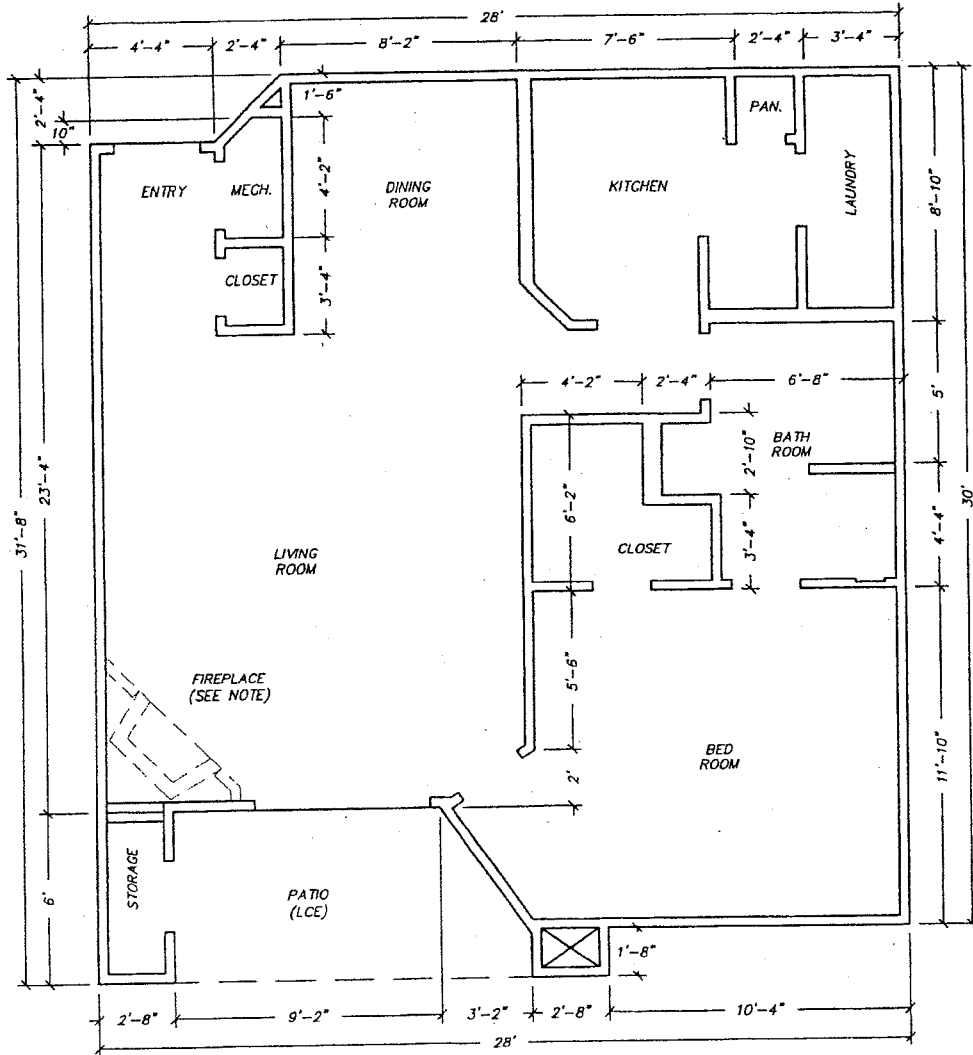 28'
4'-4"
2'-4"
8'-2"
7'-6"
2'-4"
3'-4"
2'-4"
10"
1'-6"
PAN.
ENTRY
MECH.
4'-2"
DINING
ROOM
KITCHEN
LAUNDRY
8'-10"
CLOSET
3'-4"
4'-2"
2'-4"
6'-8"
5'
BATH
ROOM
2'-10"
31'-8"
23'-4"
6'-2"
30'
LIVING
ROOM
CLOSET
3'-4"
4'-4"
5'-6"
FIREPLACE
(SEE NOTE)
BED
ROOM
2'
11'-10"
STORAGE
6'
PATIO
(LCE)
1'-8"
2'-8"
9'-2"
3'-2"
2'-8"
10'-4"
28'